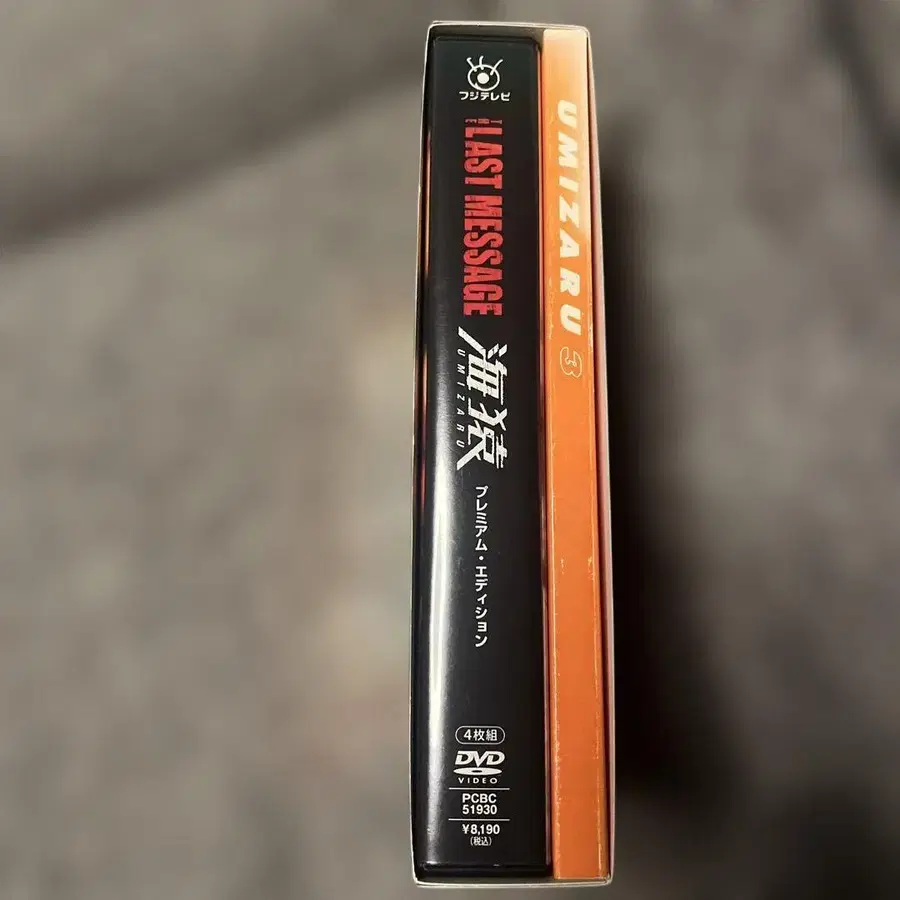 フジテレビ
THE LAST MESSAGE
海猿
UMIZARU
プレミアム・エディション
4枚組
DVD
VIDEO
PCBC
51930
¥8,190
(税込)
UMIZARU 3